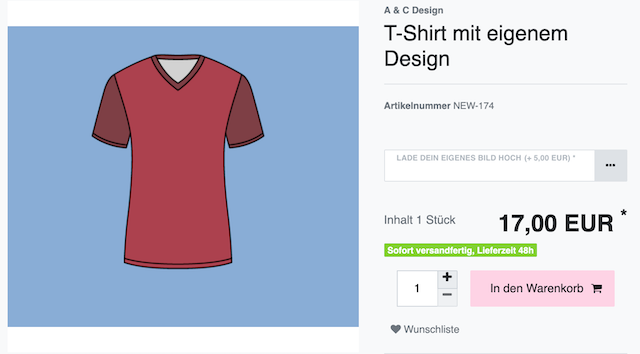 A & C Design
T-Shirt mit eigenem
Design
Artikelnummer NEW-174
LADE DEIN EIGENES BILD HOCH (+ 5,00 EUR) *
...
Inhalt 1 Stück
17,00 EUR *
Sofort versandfertig, Lieferzeit 48h
1
+
−
In den Warenkorb
Wunschliste